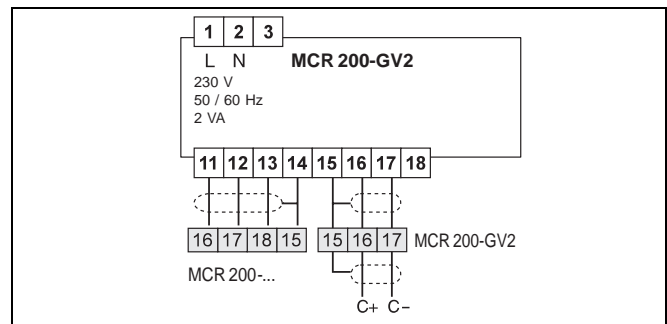 1 2 3
L N MCR 200-GV2
230 V
50 / 60 Hz
2 VA
11 12 13 14 15 16 17 18
16 17 18 15 15 16 17 MCR 200-GV2
MCR 200-...
C+ C-